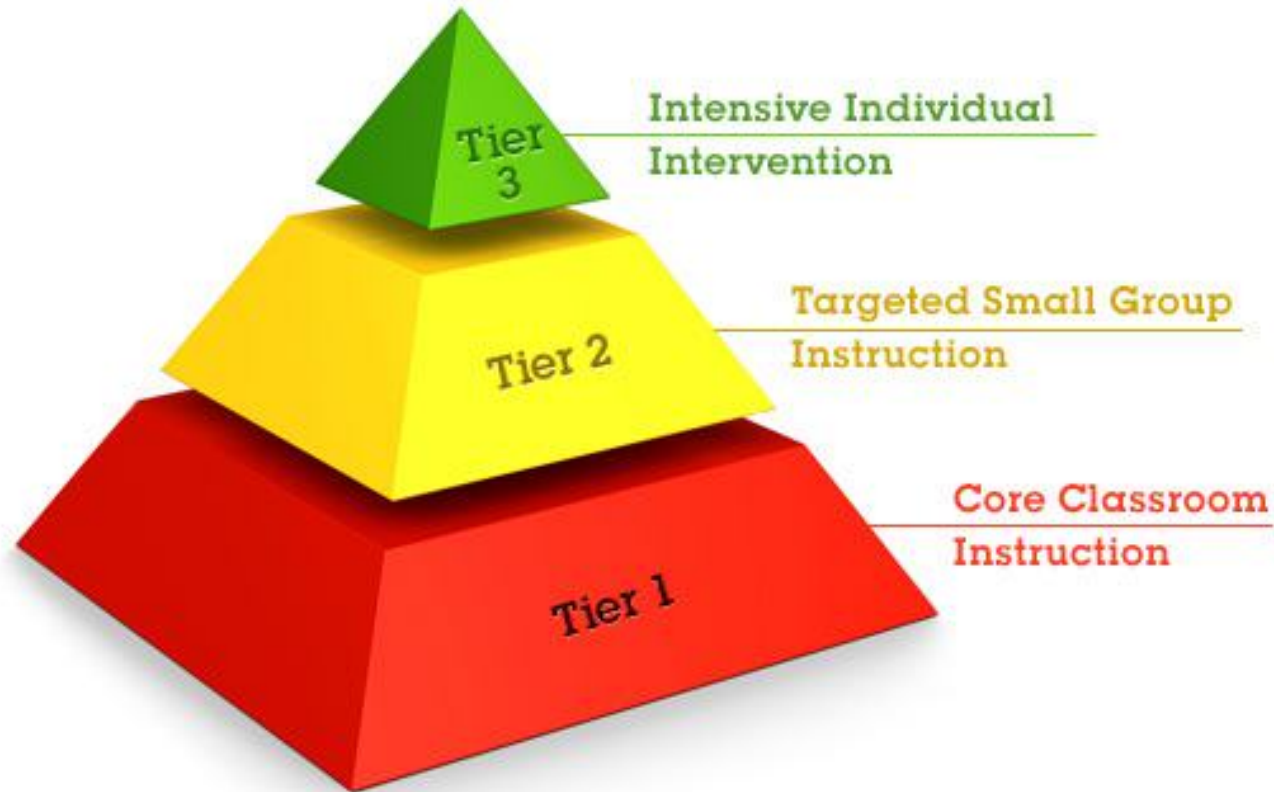 Tier
3
Intensive Individual
Intervention
Tier 2
Targeted Small Group
Instruction
Tier 1
Core Classroom
Instruction